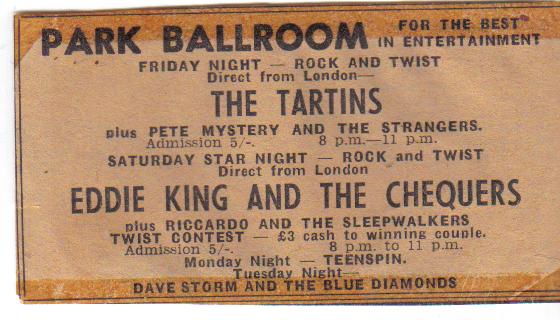 PARK BALLROOM FOR THE BEST
IN ENTERTAINMENT
FRIDAY NIGHT — ROCK AND TWIST
Direct from London—
THE TARTINS
plus PETE MYSTERY AND THE STRANGERS.
Admission 5/-. 8 p.m.—11 p.m.
SATURDAY STAR NIGHT — ROCK and TWIST
Direct from London
EDDIE KING AND THE CHEQUERS
plus RICCARDO AND THE SLEEPWALKERS
TWIST CONTEST — £3 cash to winning couple.
Admission 5/-. 8 p.m. to 11 p.m.
Monday Night — TEENSPIN.
Tuesday Night—
DAVE STORM AND THE BLUE DIAMONDS